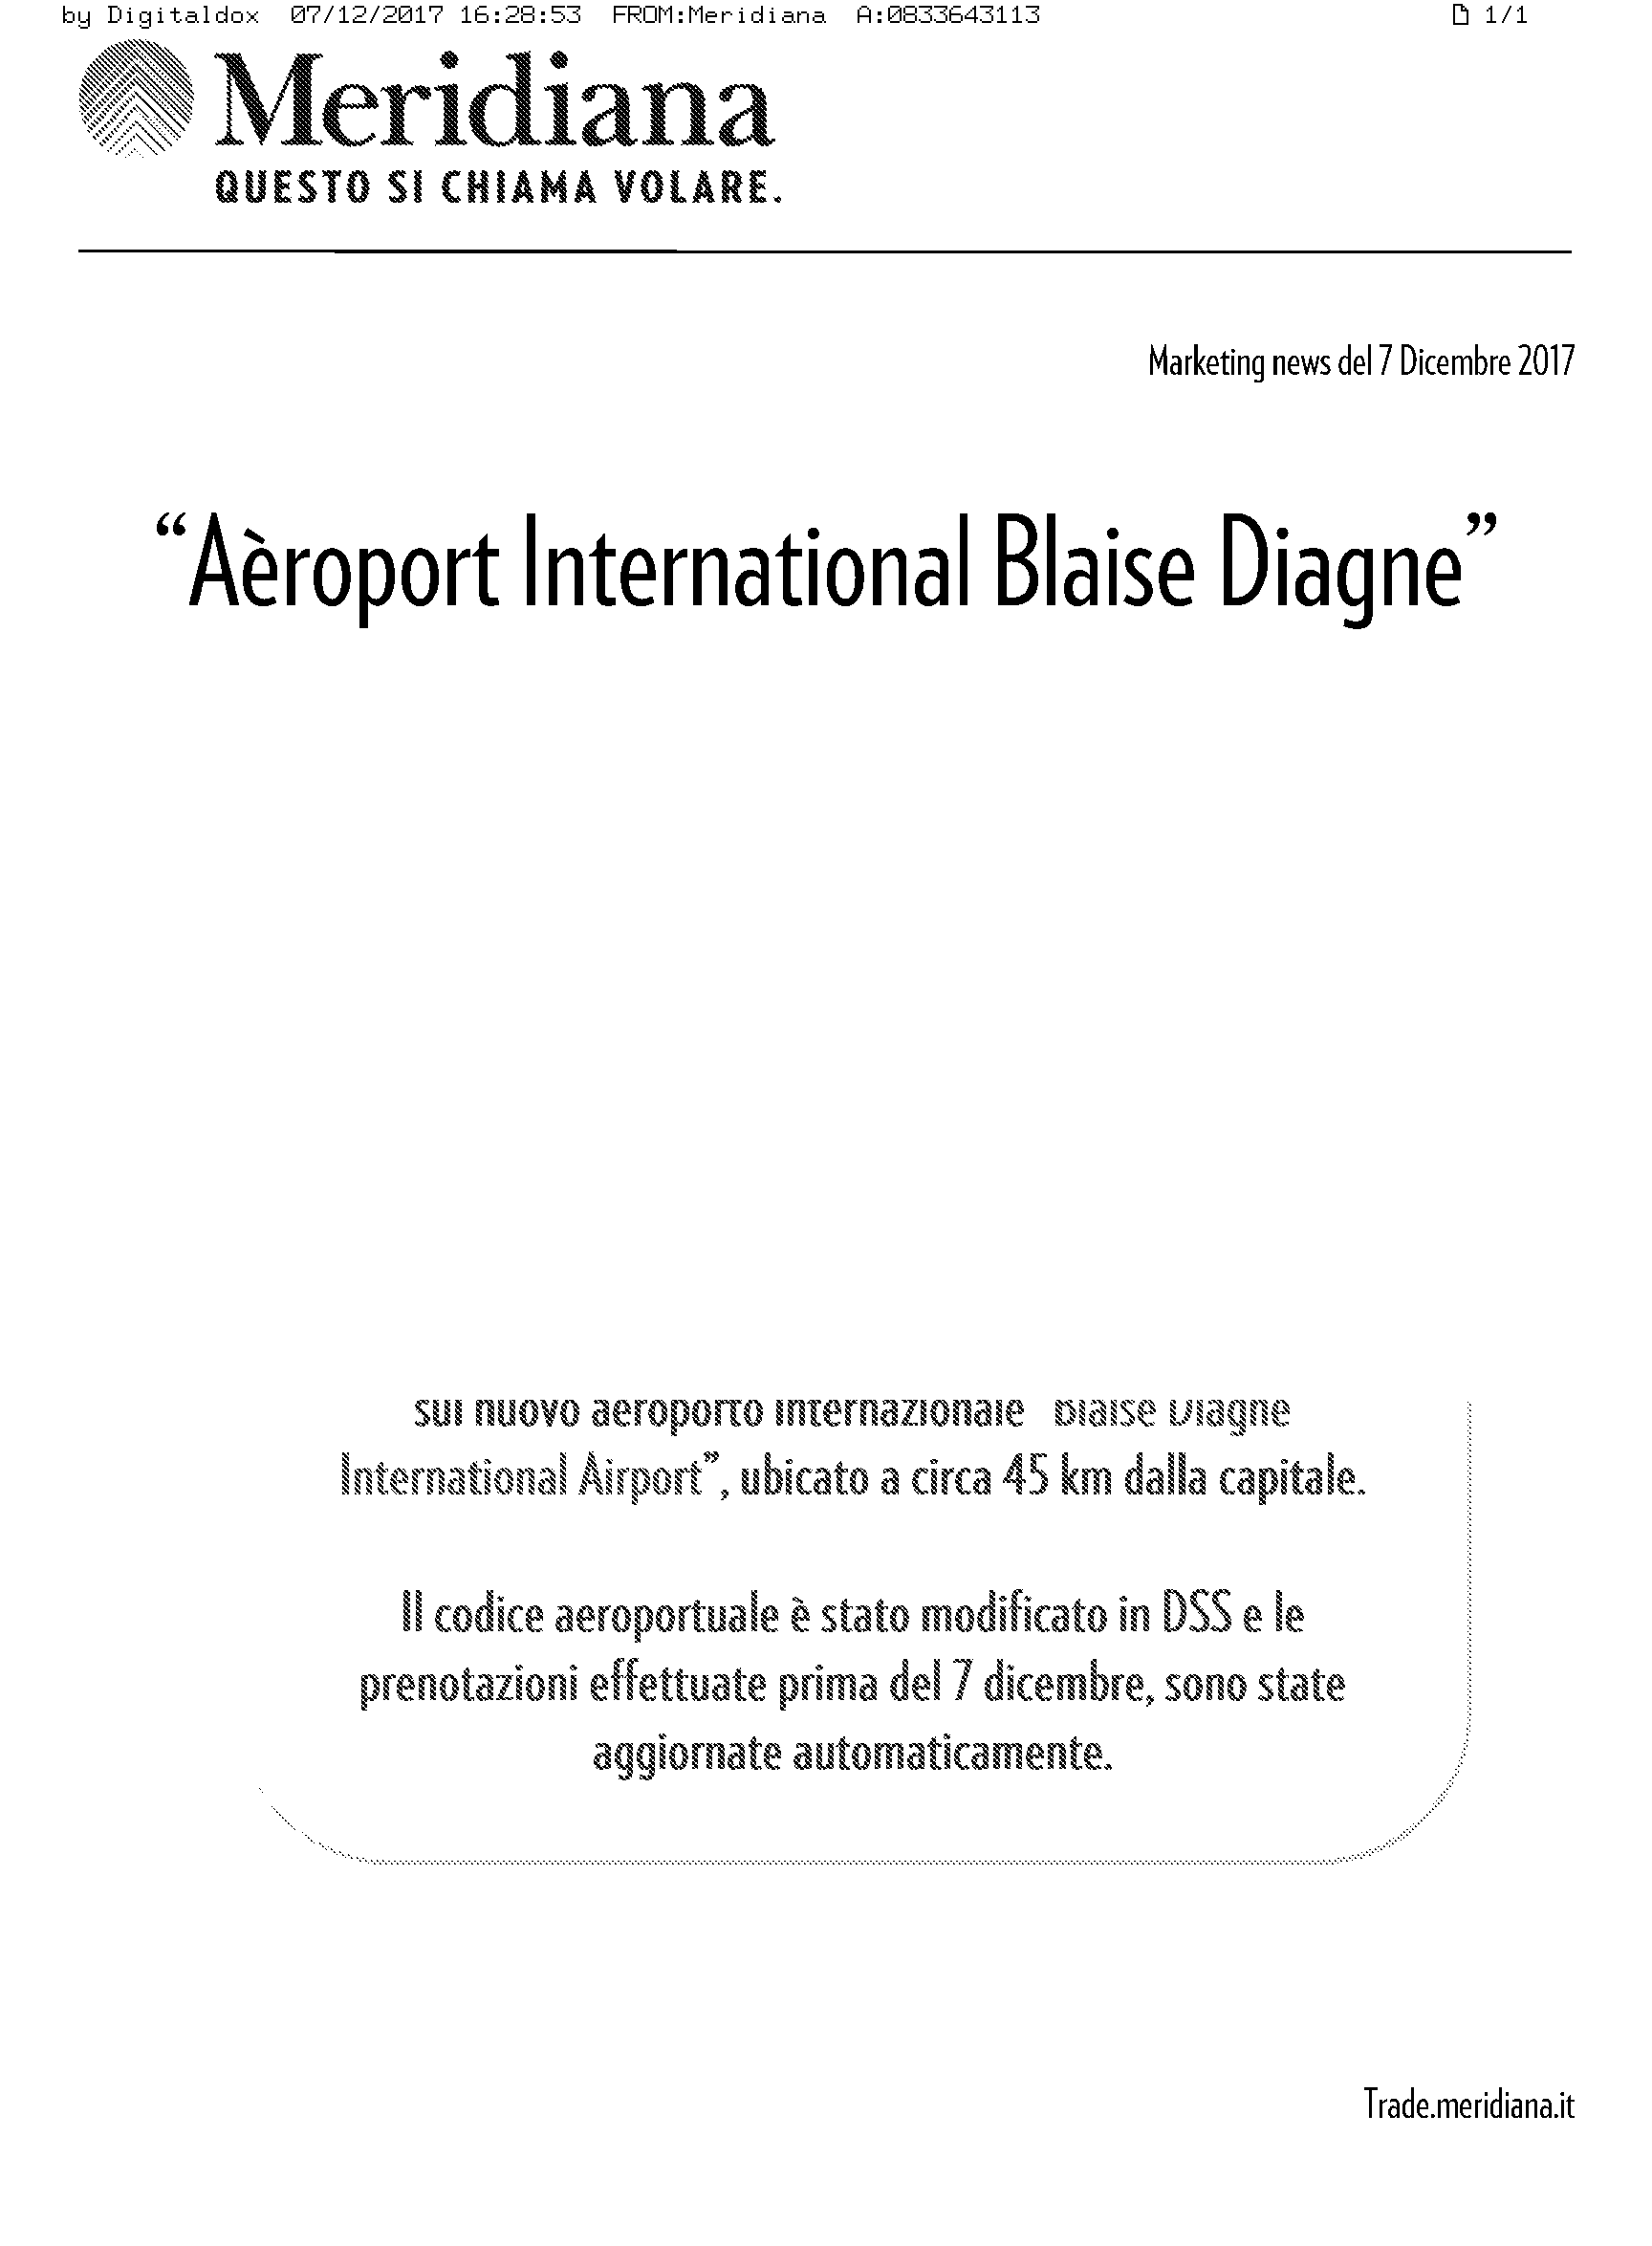 by Digitaldox 07/12/2017 16:28:53 FROM:Meridiana A:0833643113 1/1
Meridiana
QUESTO SI CHIAMA VOLARE.
Marketing news del 7 Dicembre 2017
“Aèroport International Blaise Diagne”
sul nuovo aeroporto internazionale Blaise Diagne
International Airport”, ubicato a circa 45 km dalla capitale.
Il codice aeroportuale è stato modificato in DSS e le
prenotazioni effettuate prima del 7 dicembre, sono state
aggiornate automaticamente.
Trade.meridiana.it